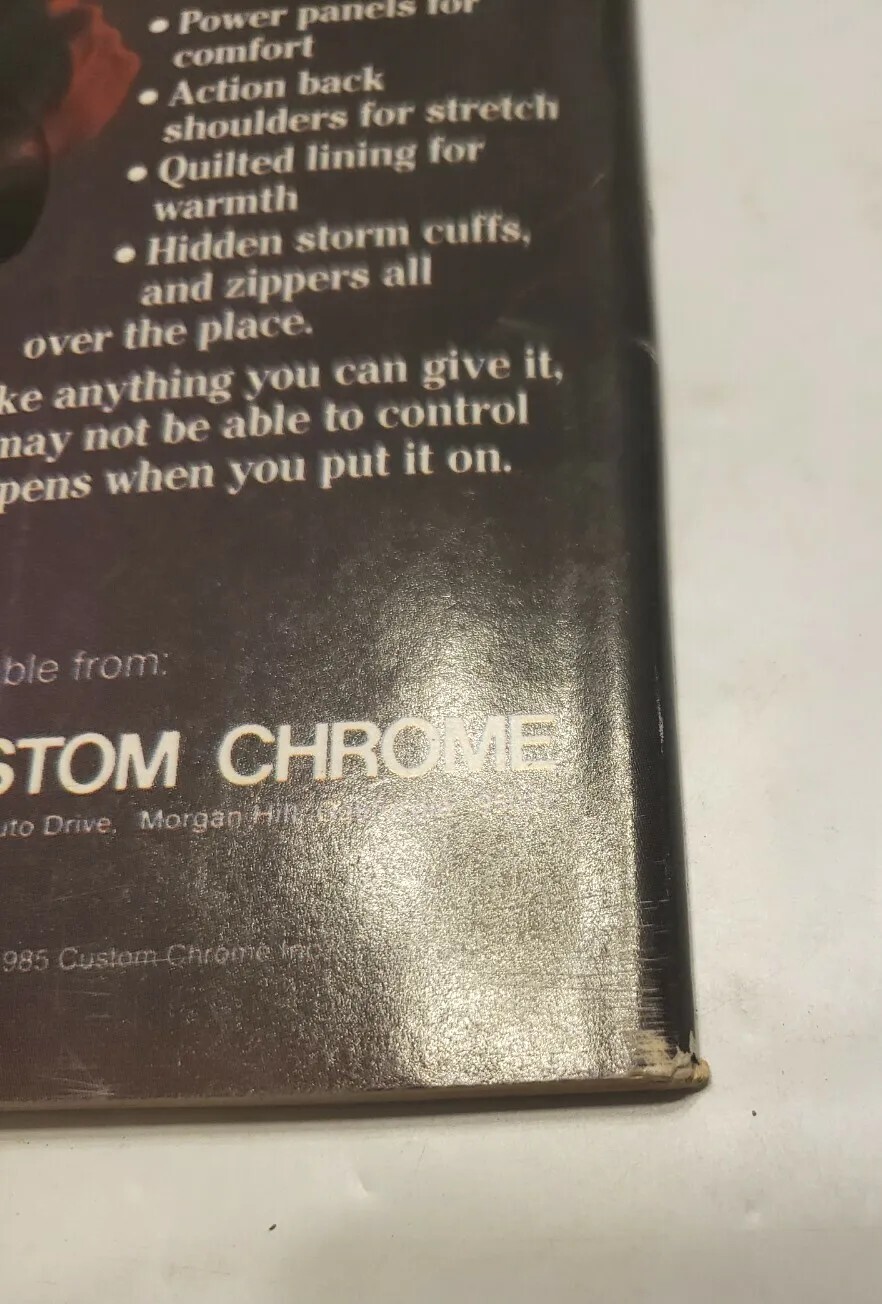 • Power panels for
comfort
• Action back
shoulders for stretch
• Quilted lining for
warmth
• Hidden storm cuffs,
and zippers all
over the place.
ke anything you can give it,
may not be able to control
pens when you put it on.
ble from:
STOM CHROME
uto Drive, Morgan Hill,
985 Custom Chrome Inc.